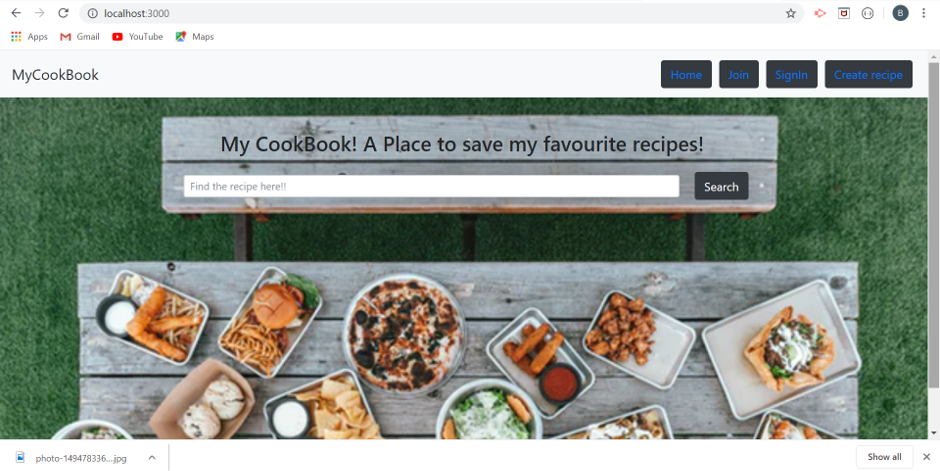 localhost:3000
Apps Gmail YouTube Maps
B
MyCookBook Home Join SignIn Create recipe
My CookBook! A Place to save my favourite recipes!
Find the recipe here!! Search
photo-149478336....jpg Show all